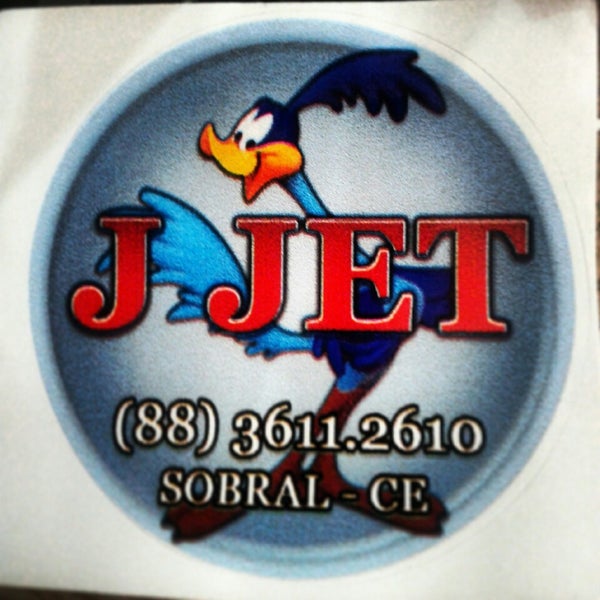 J JET
(88) 3611.2610
SOBRAL - CE